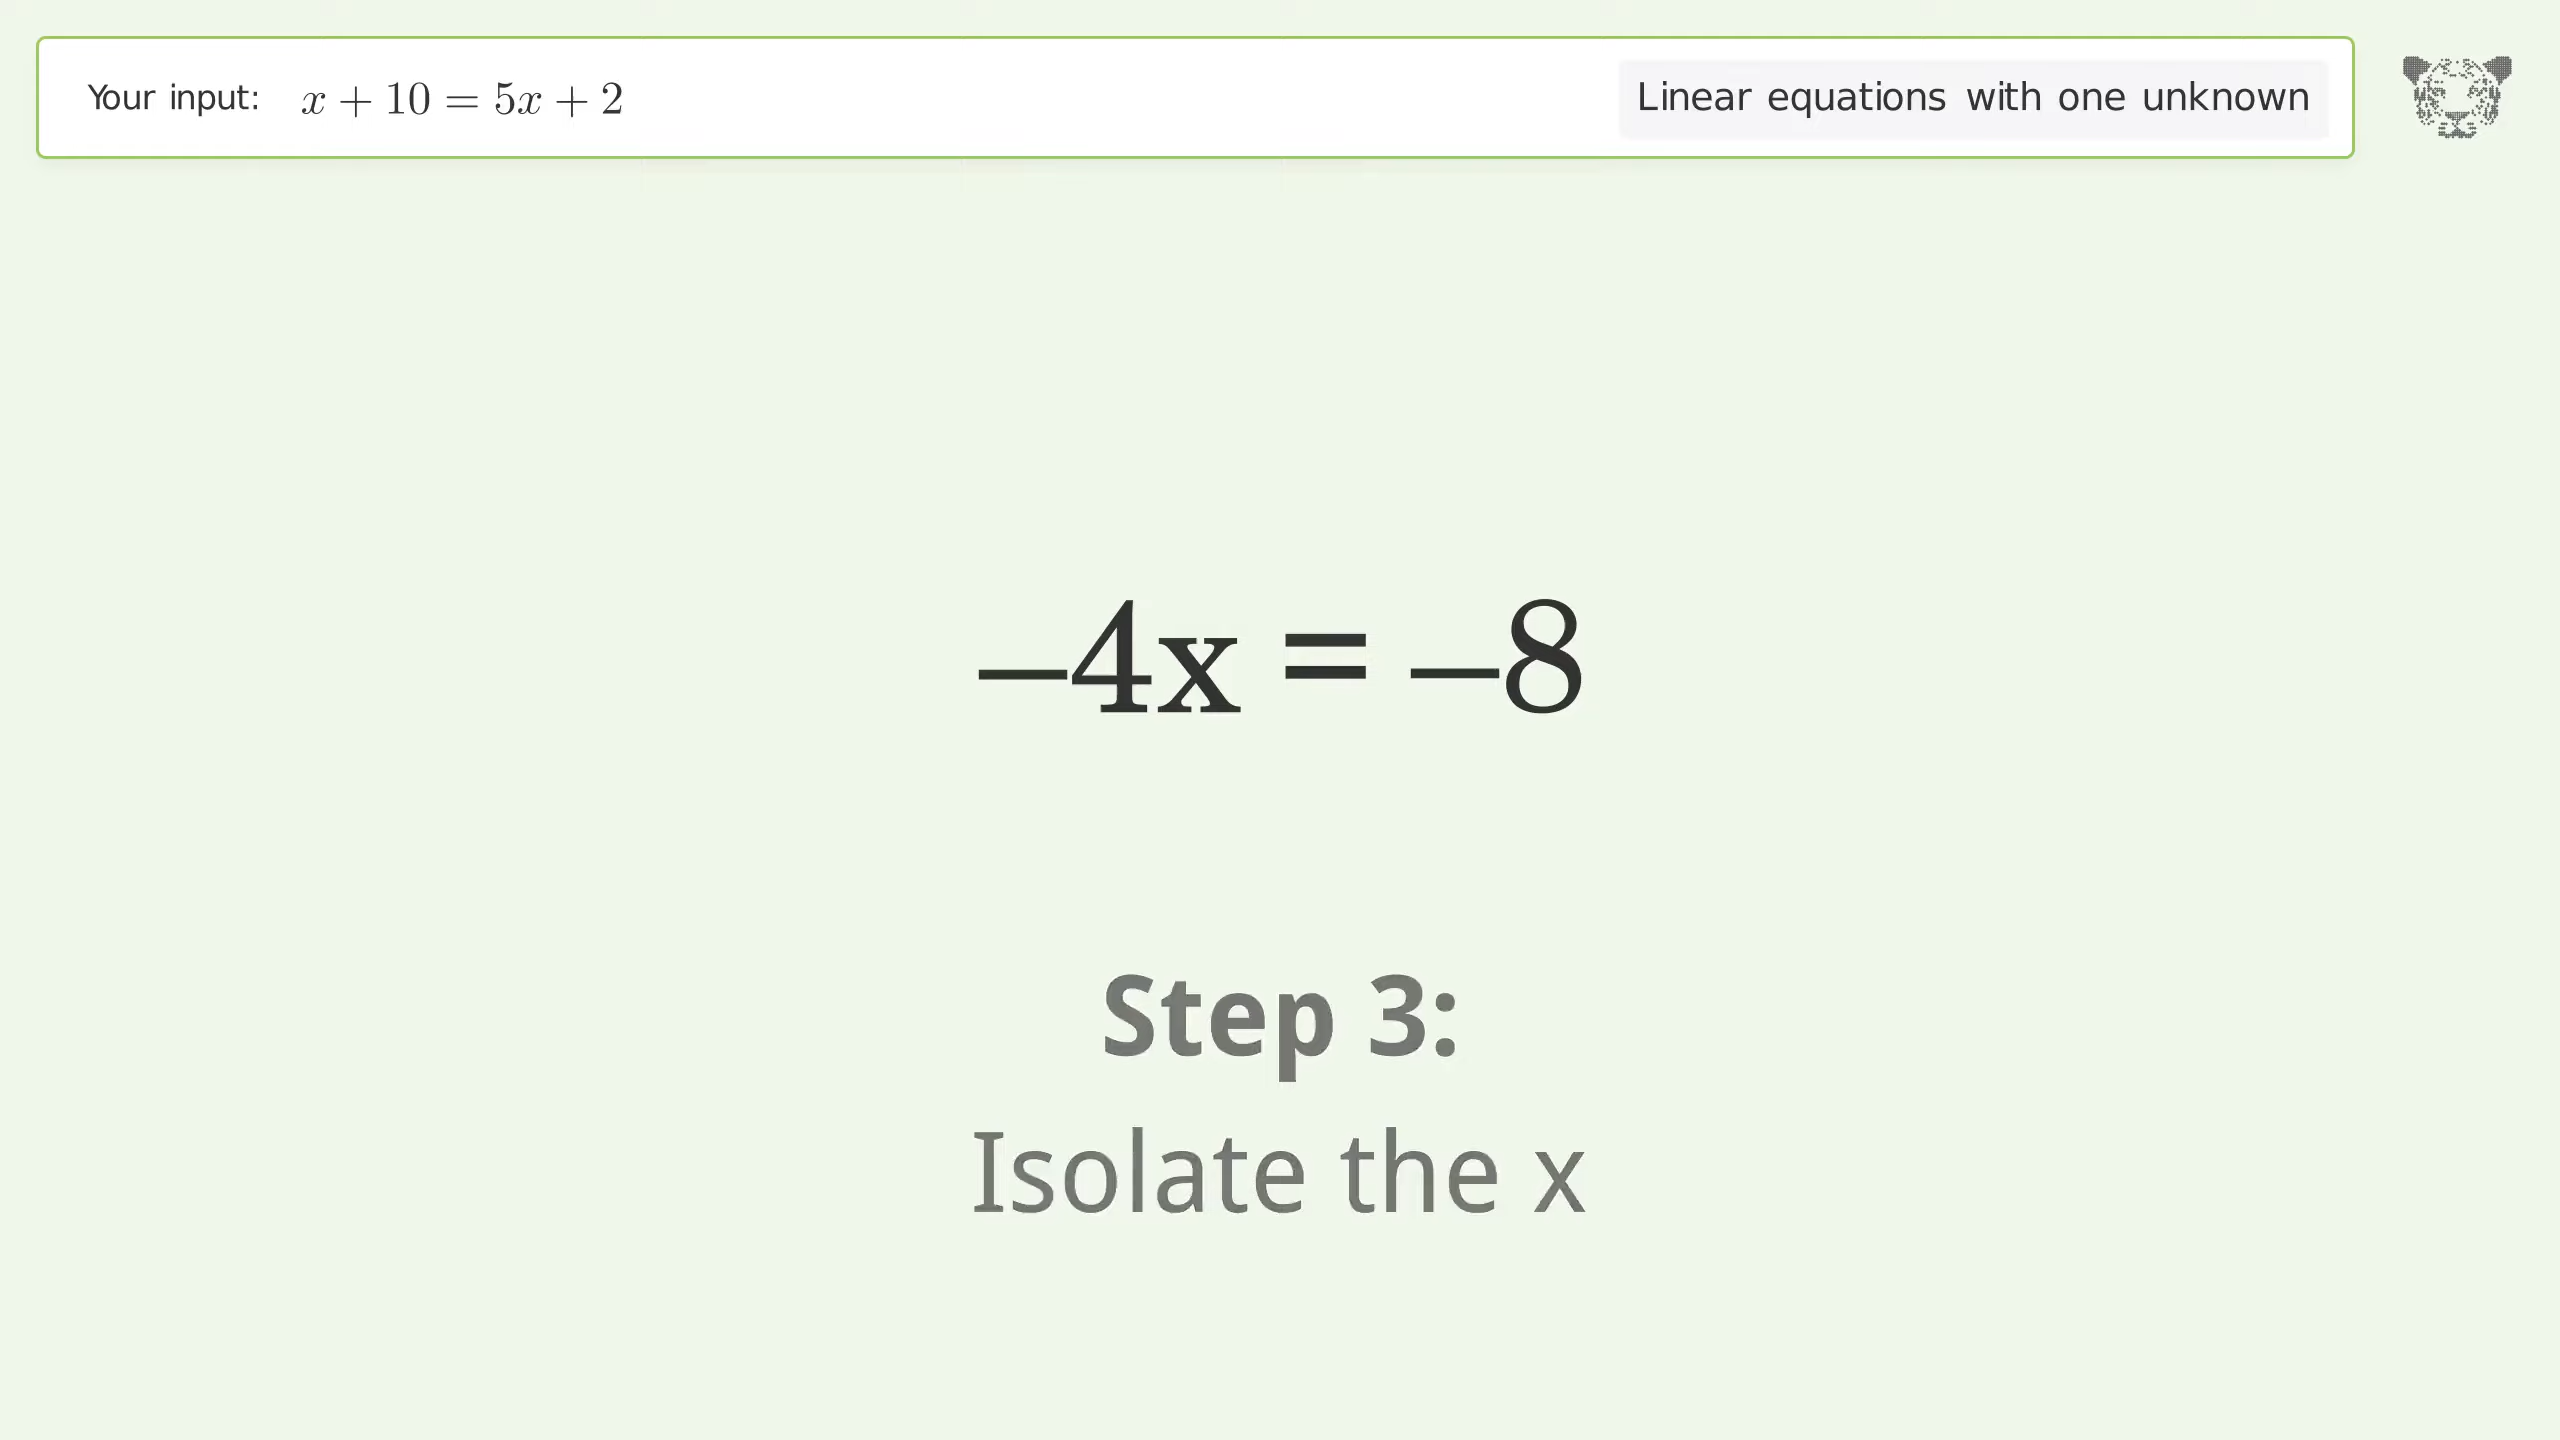 Your input: x + 10 = 5x + 2
Linear equations with one unknown
–4x = –8
Step 3:
Isolate the x